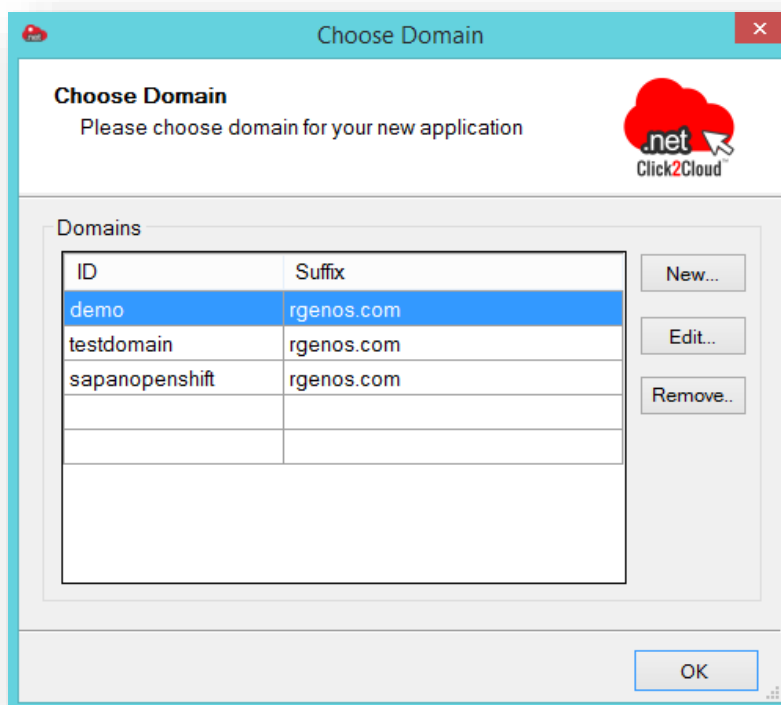 Choose Domain
Choose Domain
Please choose domain for your new application
.net
Click2Cloud™
Domains
ID Suffix
New...
demo rgenos.com
testdomain rgenos.com
Edit...
sapanopenshift rgenos.com
Remove..
OK